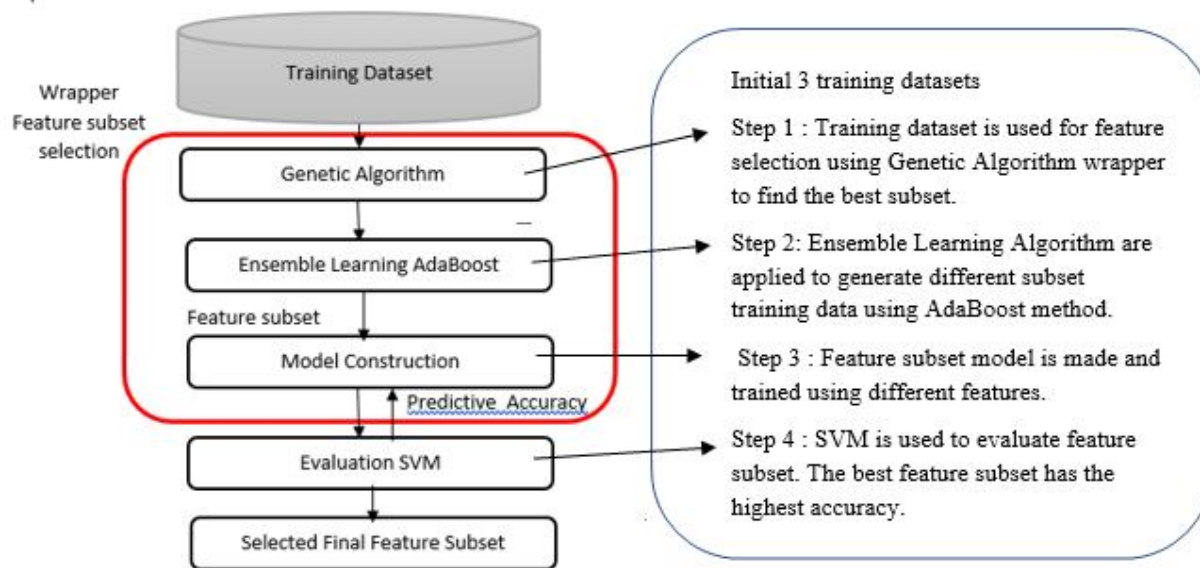 Training Dataset
Wrapper
Feature subset
selection
Genetic Algorithm
Ensemble Learning AdaBoost
Feature subset
Model Construction
Predictive Accuracy
Evaluation SVM
Selected Final Feature Subset
Initial 3 training datasets
Step 1 : Training dataset is used for feature
selection using Genetic Algorithm wrapper
to find the best subset.
Step 2: Ensemble Learning Algorithm are
applied to generate different subset
training data using AdaBoost method.
Step 3 : Feature subset model is made and
trained using different features.
Step 4 : SVM is used to evaluate feature
subset. The best feature subset has the
highest accuracy.